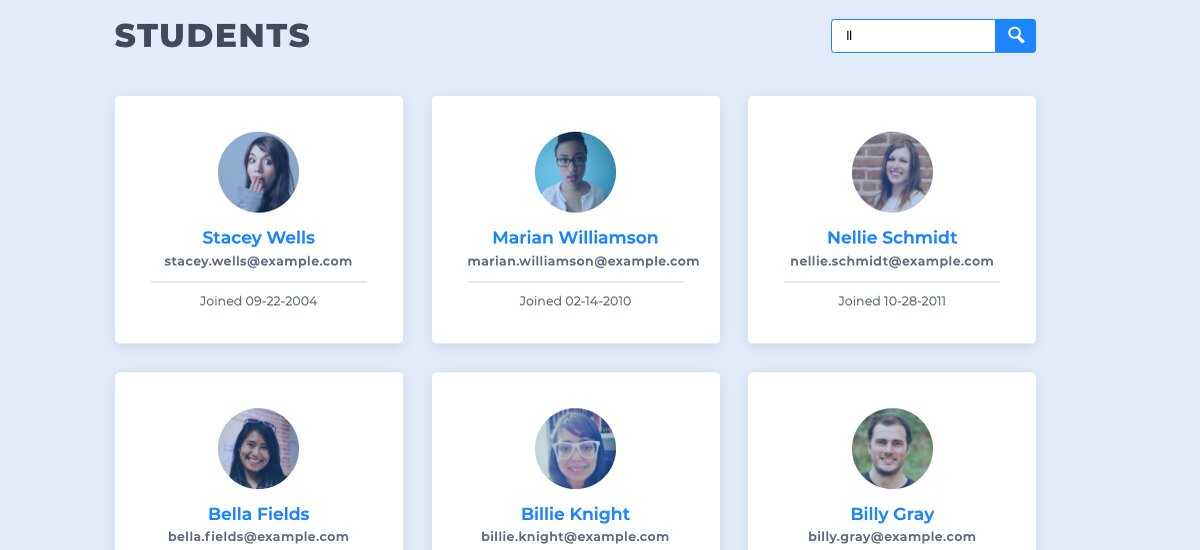 STUDENTS
ll
Stacey Wells
stacey.wells@example.com
Joined 09-22-2004
Marian Williamson
marian.williamson@example.com
Joined 02-14-2010
Nellie Schmidt
nellie.schmidt@example.com
Joined 10-28-2011
Bella Fields
bella.fields@example.com
Billie Knight
billie.knight@example.com
Billy Gray
billy.gray@example.com